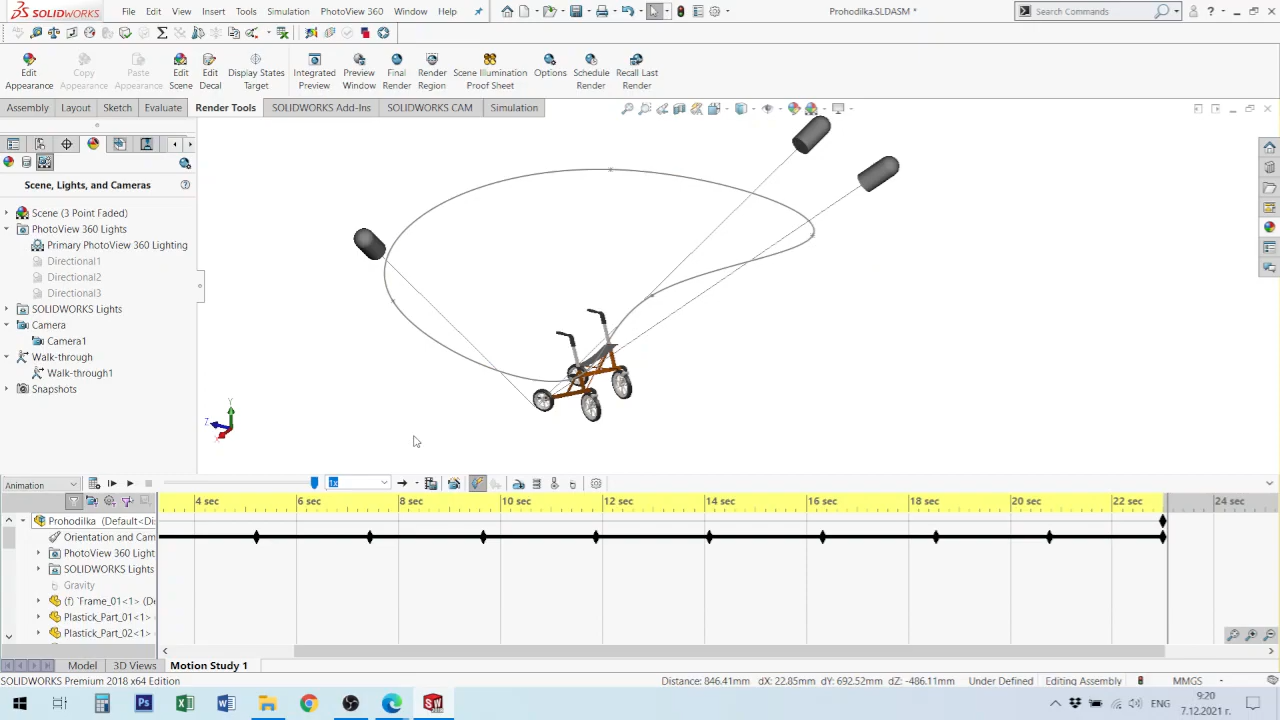 SOLIDWORKS
File Edit View Insert Tools Simulation PhotoView 360 Window Help
Prohodilka.SLDASM *
Search Commands
Edit Appearance
Copy Appearance
Paste Appearance
Edit Scene
Edit Decal
Display States Target
Integrated Preview
Preview Window
Final Render
Render Region
Scene Illumination Proof Sheet
Options
Schedule Render
Recall Last Render
Assembly Layout Sketch Evaluate Render Tools SOLIDWORKS Add-Ins SOLIDWORKS CAM Simulation
Scene, Lights, and Cameras
Scene (3 Point Faded)
PhotoView 360 Lights
Primary PhotoView 360 Lighting
Directional1
Directional2
Directional3
SOLIDWORKS Lights
Camera
Camera1
Walk-through
Walk-through1
Snapshots
Y
Z
X
Animation
1x
4 sec 6 sec 8 sec 10 sec 12 sec 14 sec 16 sec 18 sec 20 sec 22 sec 24 sec
Prohodilka (Default<Di
Orientation and Cam
PhotoView 360 Light
SOLIDWORKS Lights
Gravity
(f) `Frame_01<1> (De
Plastick_Part_01<1>
Plastick_Part_02<1>
Model 3D Views Motion Study 1
SOLIDWORKS Premium 2018 x64 Edition
Distance: 846.41mm dX: 22.85mm dY: 692.52mm dZ: -486.11mm Under Defined Editing Assembly MMGS
ENG
9:20
7.12.2021 г.